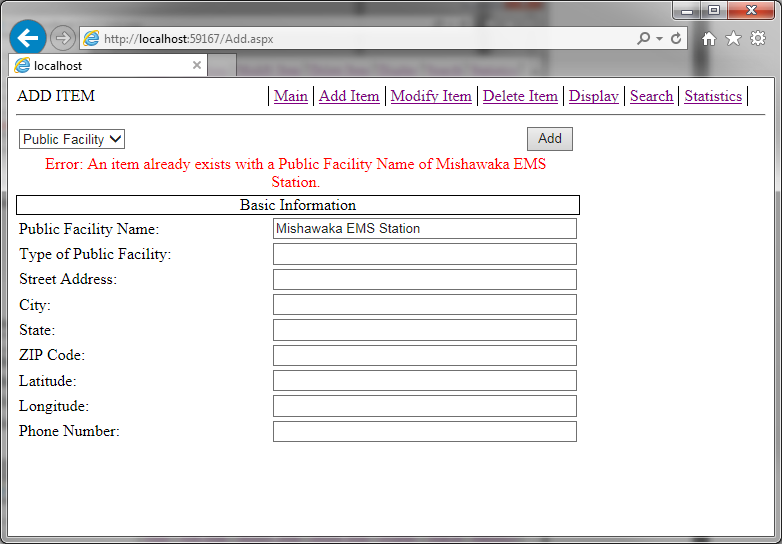 http://localhost:59167/Add.aspx
localhost
ADD ITEM
Main | Add Item | Modify Item | Delete Item | Display | Search | Statistics |
Public Facility
Add
Error: An item already exists with a Public Facility Name of Mishawaka EMS
Station.
Basic Information
Public Facility Name: Mishawaka EMS Station
Type of Public Facility:
Street Address:
City:
State:
ZIP Code:
Latitude:
Longitude:
Phone Number: